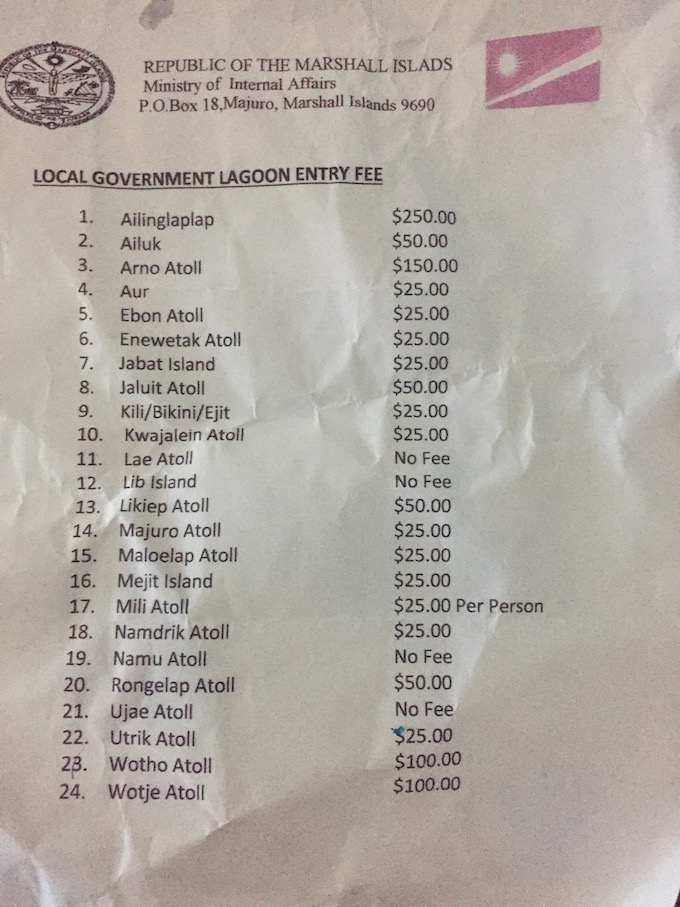 REPUBLIC OF THE MARSHALL ISLADS
Ministry of Internal Affairs
P.O.Box 18,Majuro, Marshall Islands 9690
LOCAL GOVERNMENT LAGOON ENTRY FEE
1. Ailinglaplap $250.00
2. Ailuk $50.00
3. Arno Atoll $150.00
4. Aur $25.00
5. Ebon Atoll $25.00
6. Enewetak Atoll $25.00
7. Jabat Island $25.00
8. Jaluit Atoll $50.00
9. Kili/Bikini/Ejit $25.00
10. Kwajalein Atoll $25.00
11. Lae Atoll No Fee
12. Lib Island No Fee
13. Likiep Atoll $50.00
14. Majuro Atoll $25.00
15. Maloelap Atoll $25.00
16. Mejit Island $25.00
17. Mili Atoll $25.00 Per Person
18. Namdrik Atoll $25.00
19. Namu Atoll No Fee
20. Rongelap Atoll $50.00
21. Ujae Atoll No Fee
22. Utrik Atoll $25.00
23. Wotho Atoll $100.00
24. Wotje Atoll $100.00